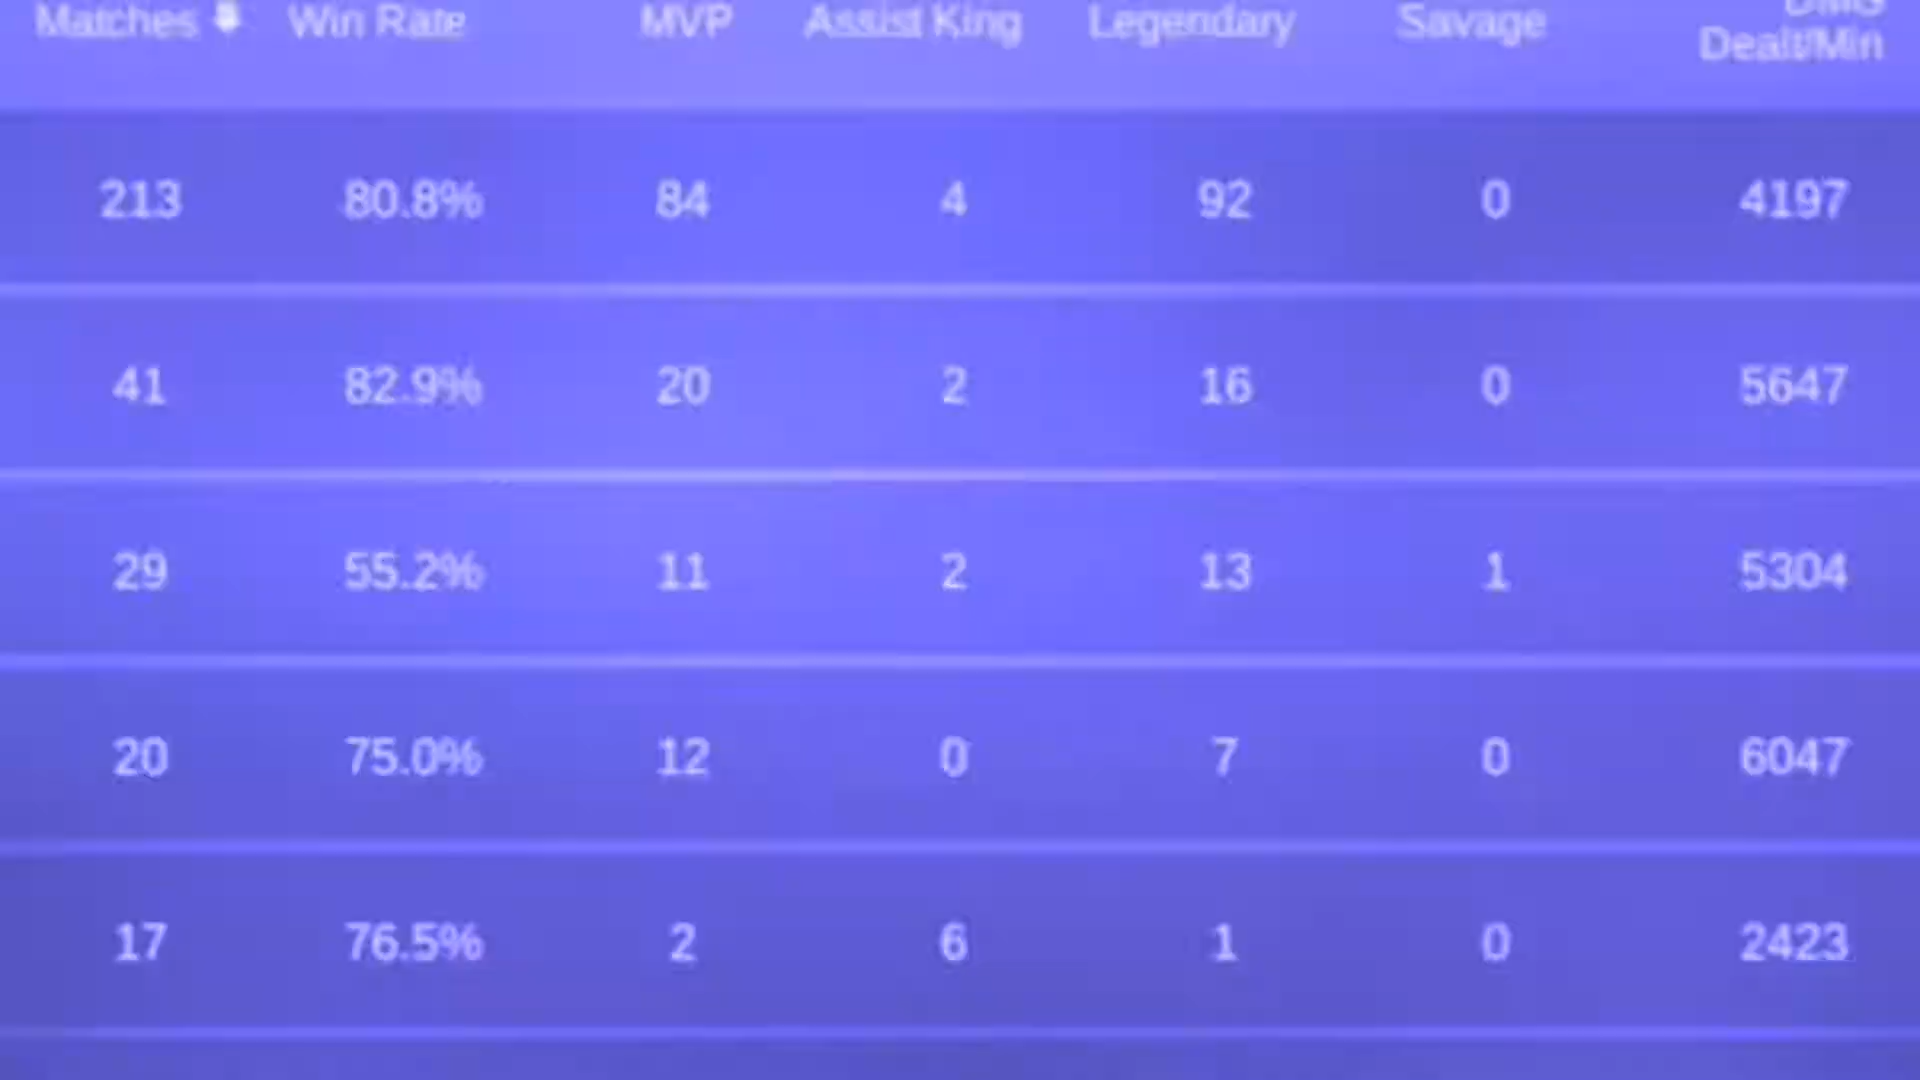 Matches Win Rate MVP Assist King Legendary Savage DMG Dealt/Min
213 80.8% 84 4 92 0 4197
41 82.9% 20 2 16 0 5647
29 55.2% 11 2 13 1 5304
20 75.0% 12 0 7 0 6047
17 76.5% 2 6 1 0 2423